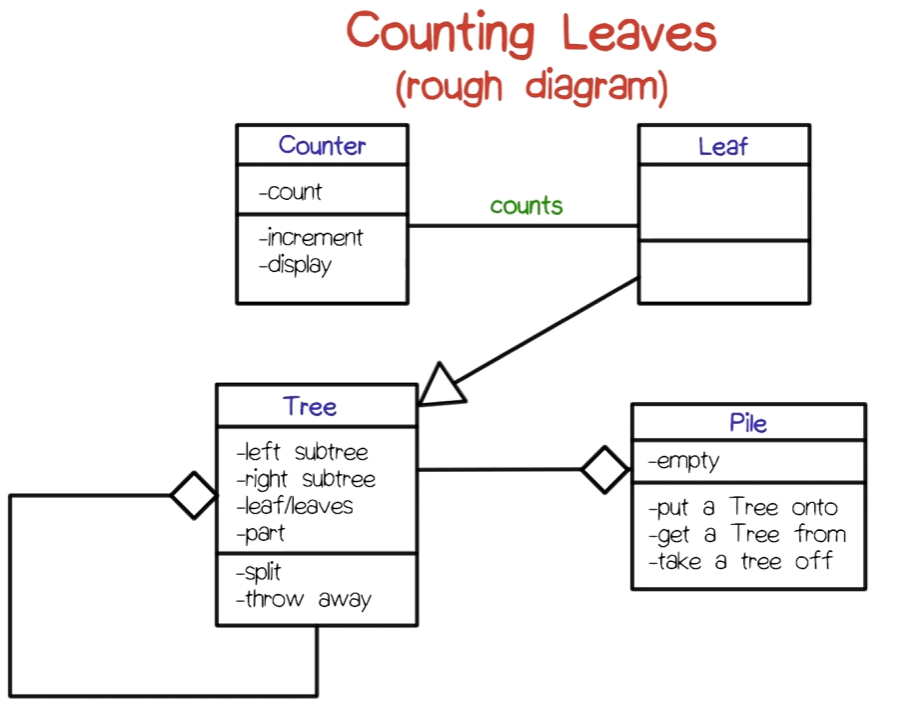 Counting Leaves
(rough diagram)
Counter
-count
-increment
-display
counts
Leaf
Tree
-left subtree
-right subtree
-leaf/leaves
-part
-split
-throw away
Pile
-empty
-put a Tree onto
-get a Tree from
-take a tree off